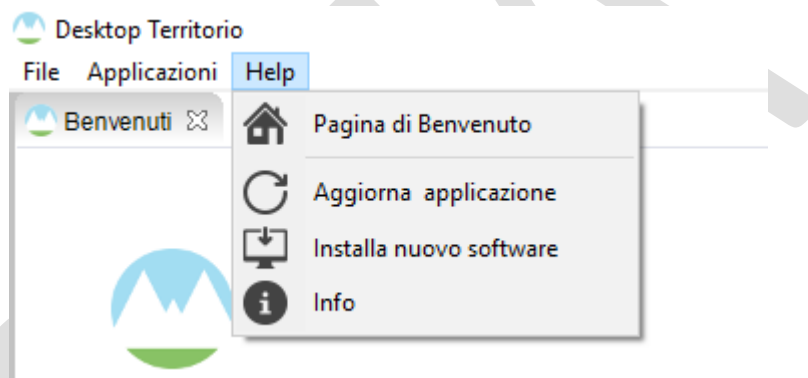 Desktop Territorio
File Applicazioni Help
Benvenuti
Pagina di Benvenuto
Aggiorna applicazione
Installa nuovo software
Info